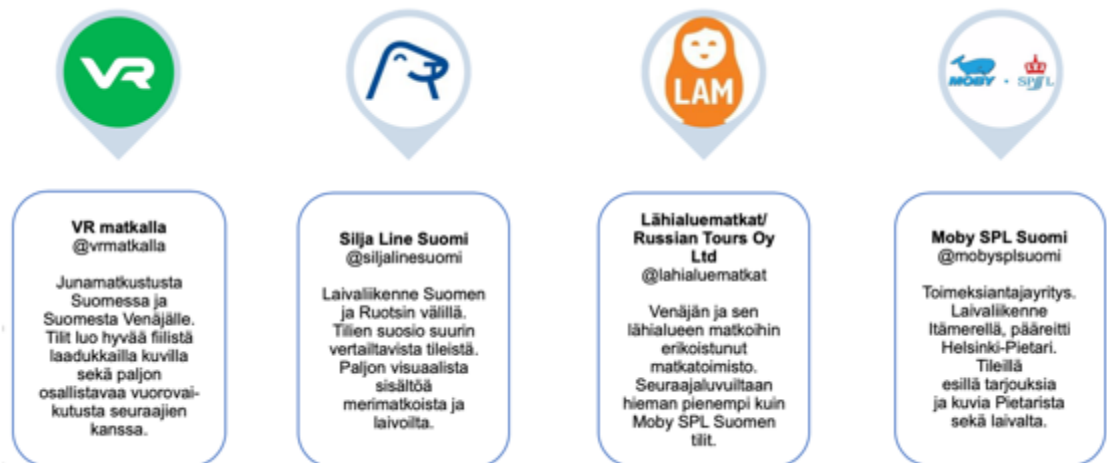 VR
LAM
MOBY · SPL
VR matkalla
@vrmatkalla
Junamatkustusta
Suomessa ja
Suomesta Venäjälle.
Tilit luo hyvää fiilistä
laadukkailla kuvilla
sekä paljon
osallistavaa vuorovai-
kutusta seuraajien
kanssa.
Silja Line Suomi
@siljalinesuomi
Laivaliikenne Suomen
ja Ruotsin välillä.
Tilien suosio suurin
vertailtavista tileistä.
Paljon visuaalista
sisältöä
merimatkoista ja
laivoilta.
Lähialuematkat/
Russian Tours Oy
Ltd
@lahialuematkat
Venäjän ja sen
lähialueen matkoihin
erikoistunut
matkatoimisto.
Seuraajaluvuiltaan
hieman pienempi kuin
Moby SPL Suomen
tilit.
Moby SPL Suomi
@mobysplsuomi
Toimeksiantajayritys.
Laivaliikenne
Itämerellä, pääreitti
Helsinki-Pietari.
Tileillä
esillä tarjouksia
ja kuvia Pietarista
sekä laivalta.